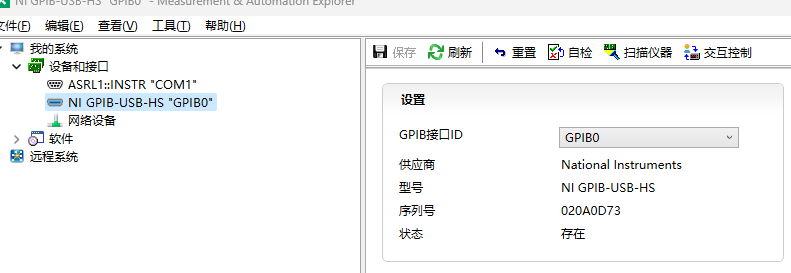 NI GPIB-USB-HS "GPIB0" - Measurement & Automation Explorer
文件(F) 编辑(E) 查看(V) 工具(T) 帮助(H)
我的系统
设备和接口
ASRL1::INSTR "COM1"
NI GPIB-USB-HS "GPIB0"
网络设备
软件
远程系统
保存 刷新 重置 自检 扫描仪器 交互控制
设置
GPIB接口ID GPIB0
供应商 National Instruments
型号 NI GPIB-USB-HS
序列号 020A0D73
状态 存在